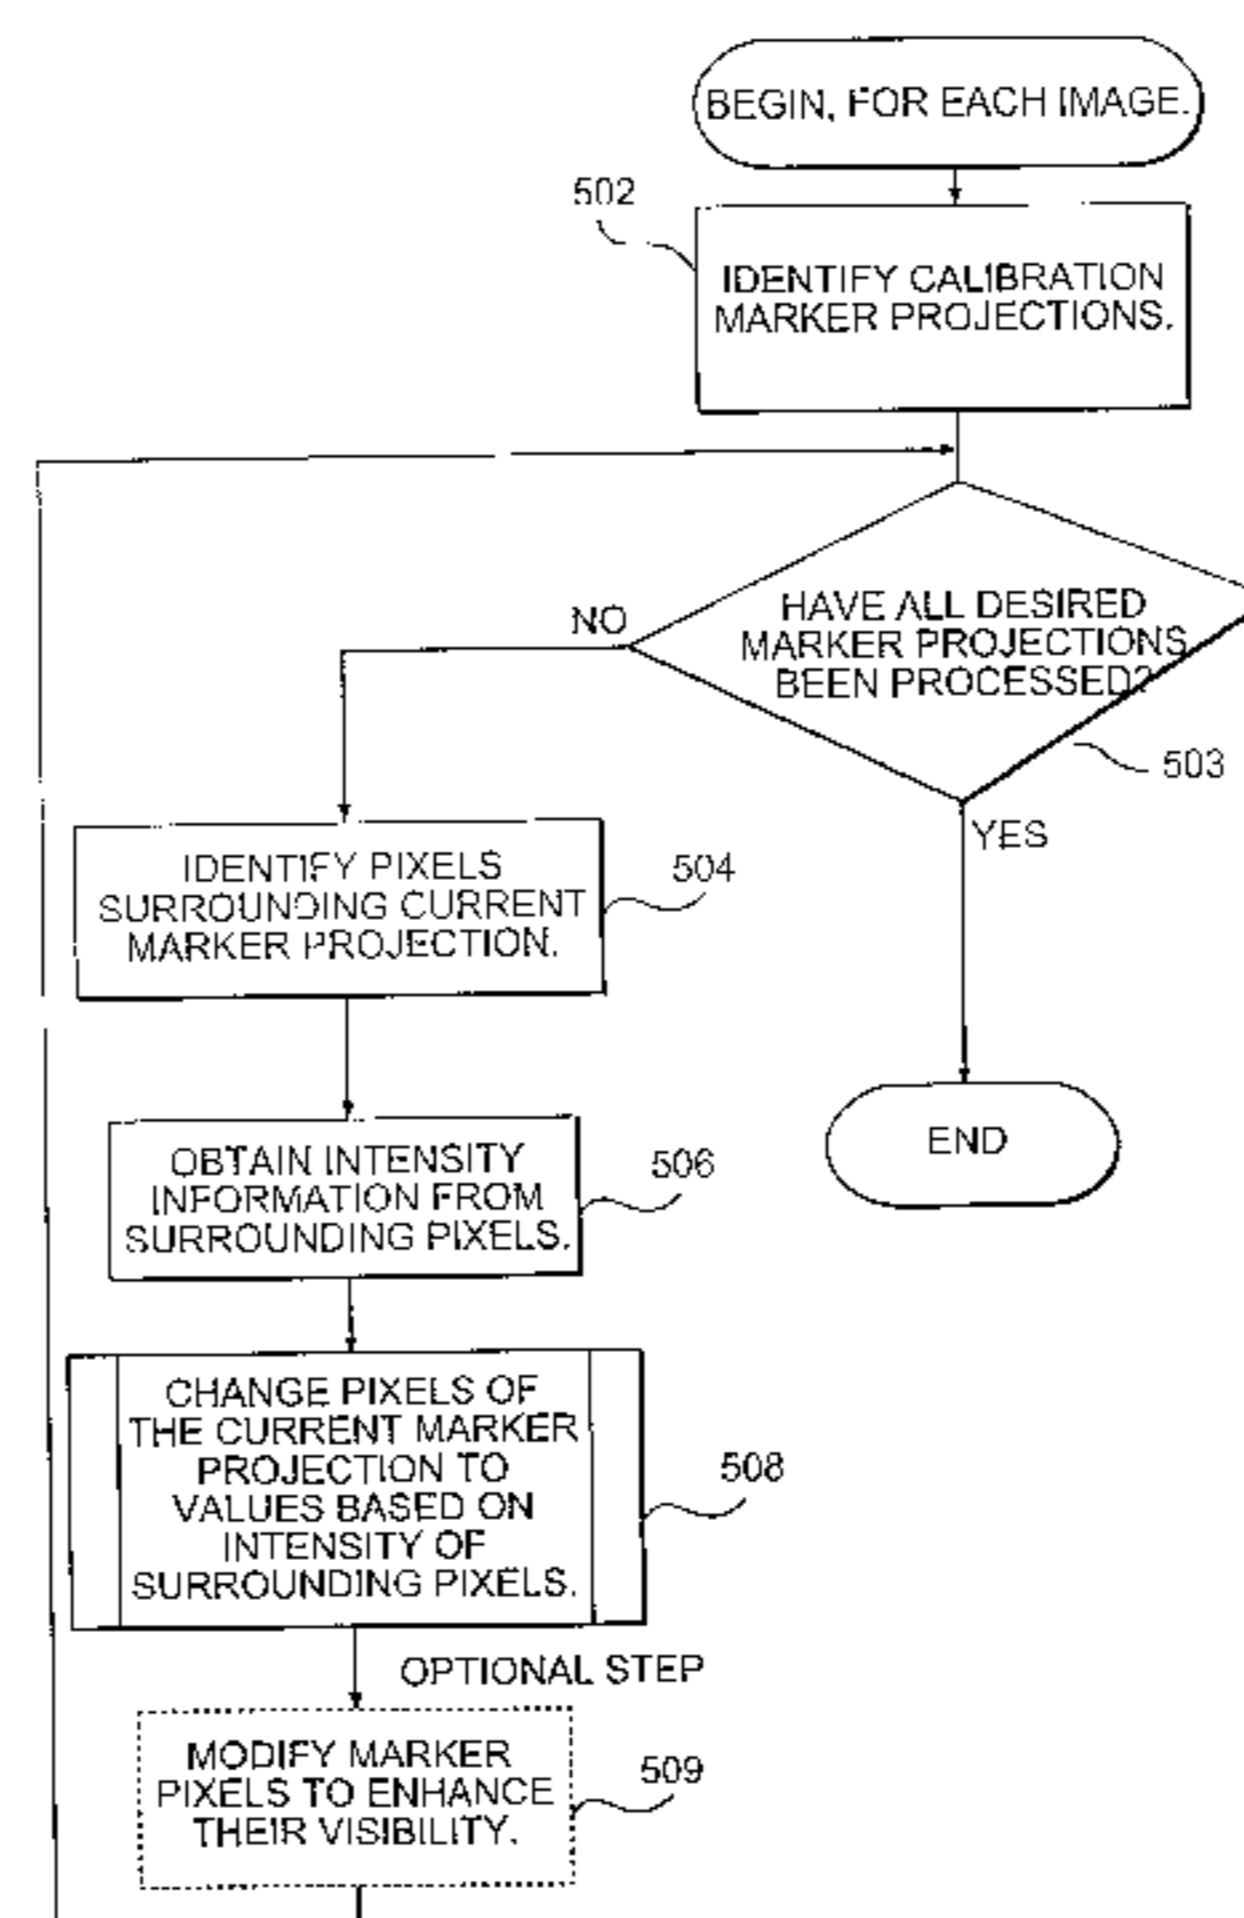 BEGIN, FOR EACH IMAGE.
502
IDENTIFY CALIBRATION
MARKER PROJECTIONS.
HAVE ALL DESIRED
MARKER PROJECTIONS
BEEN PROCESSED?
NO
503
YES
IDENTIFY PIXELS
SURROUNDING CURRENT
MARKER PROJECTION.
504
END
OBTAIN INTENSITY
INFORMATION FROM
SURROUNDING PIXELS.
506
CHANGE PIXELS OF
THE CURRENT MARKER
PROJECTION TO
VALUES BASED ON
INTENSITY OF
SURROUNDING PIXELS.
508
OPTIONAL STEP
MODIFY MARKER
PIXELS TO ENHANCE
THEIR VISIBILITY.
509